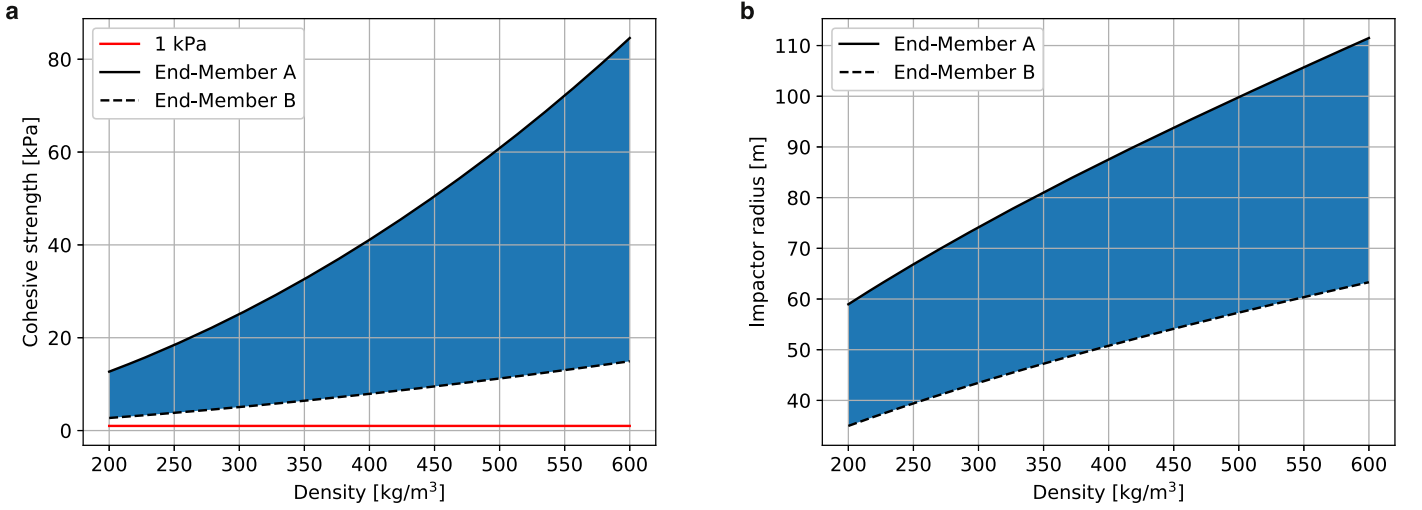 a
1 kPa
End-Member A
End-Member B
Cohesive strength [kPa]
80
60
40
20
0
200 250 300 350 400 450 500 550 600
Density [kg/m³]
b
End-Member A
End-Member B
Impactor radius [m]
110
100
90
80
70
60
50
40
200 250 300 350 400 450 500 550 600
Density [kg/m³]